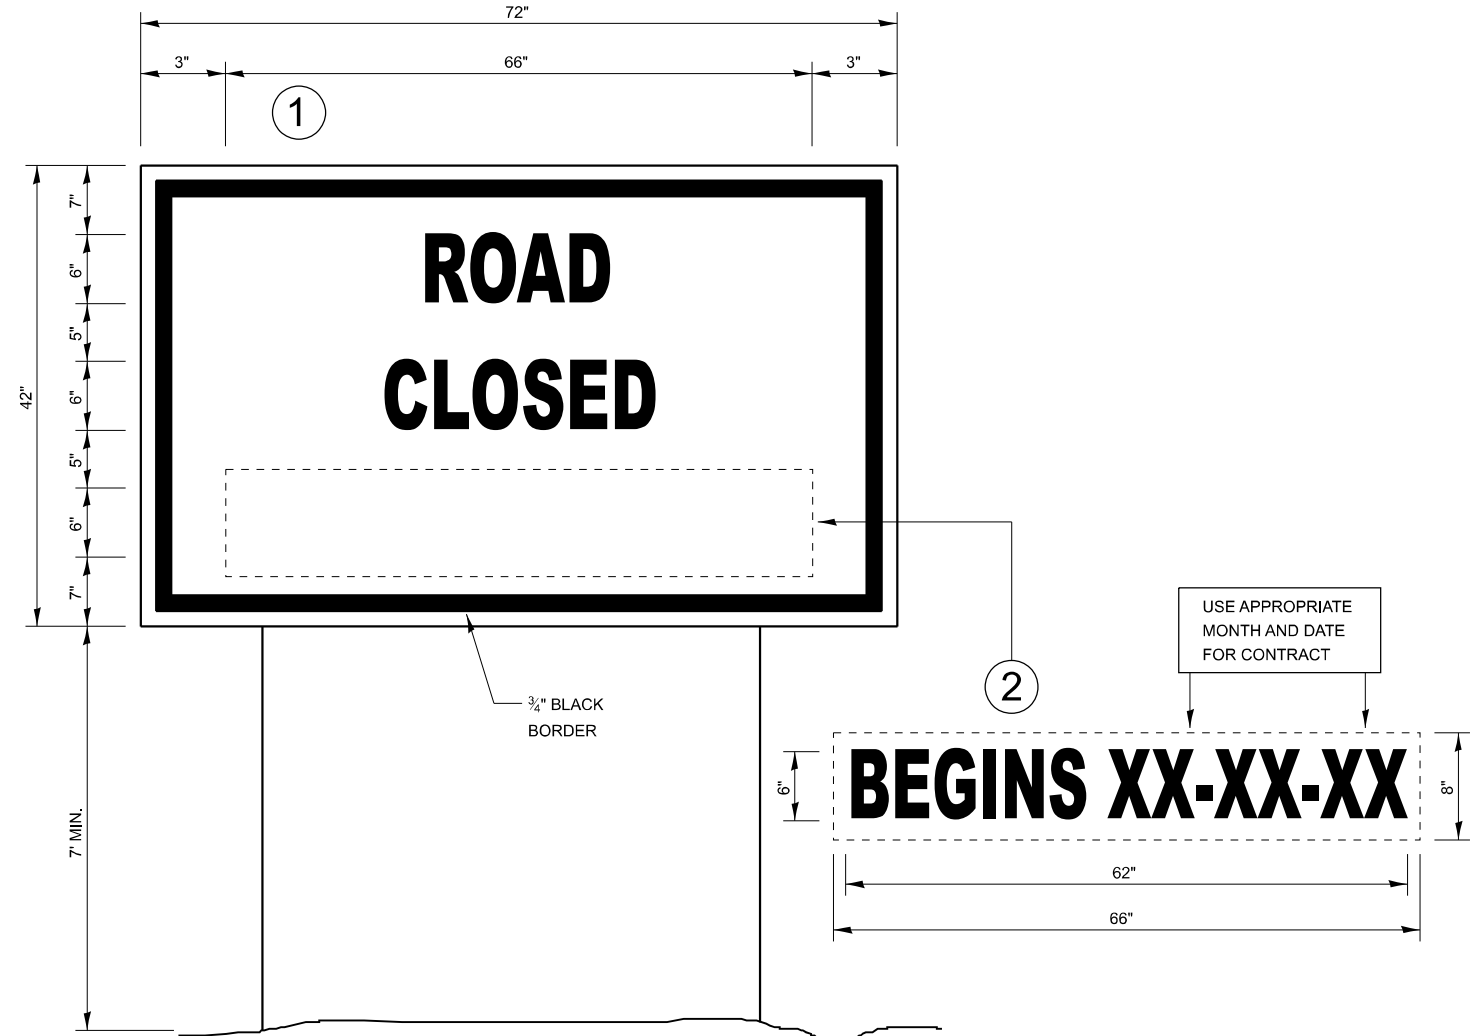 72"
3" 66" 3"
1
7"
6"
5"
6"
5"
6"
7"
42"
ROAD
CLOSED
¾" BLACK
BORDER
7' MIN.
2
USE APPROPRIATE
MONTH AND DATE
FOR CONTRACT
BEGINS XX-XX-XX
6"
8"
62"
66"